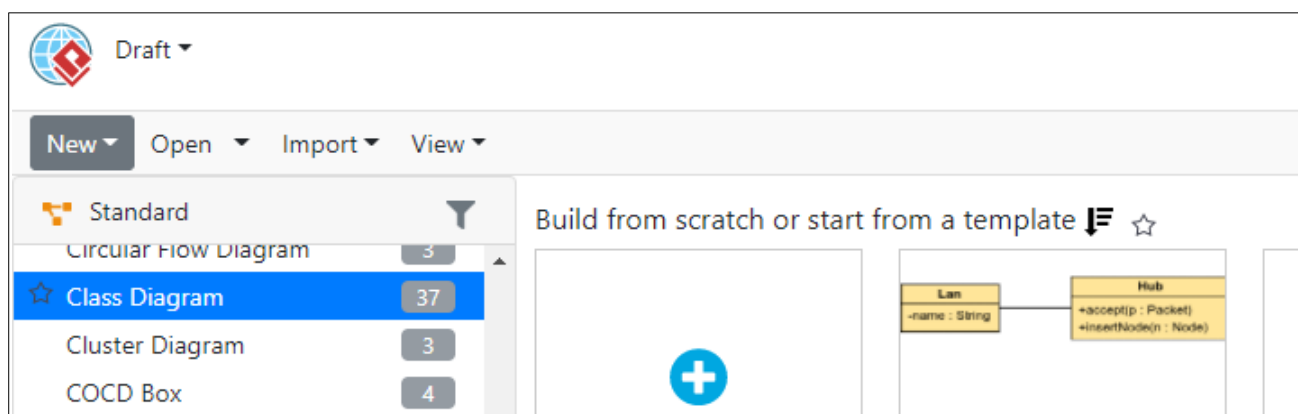 Draft
New Open Import View
Standard
Build from scratch or start from a template
Circular Flow Diagram 3
Class Diagram 37
Cluster Diagram 3
COCD Box 4
Lan
-name : String
Hub
+accept(p : Packet)
+insertNode(n : Node)